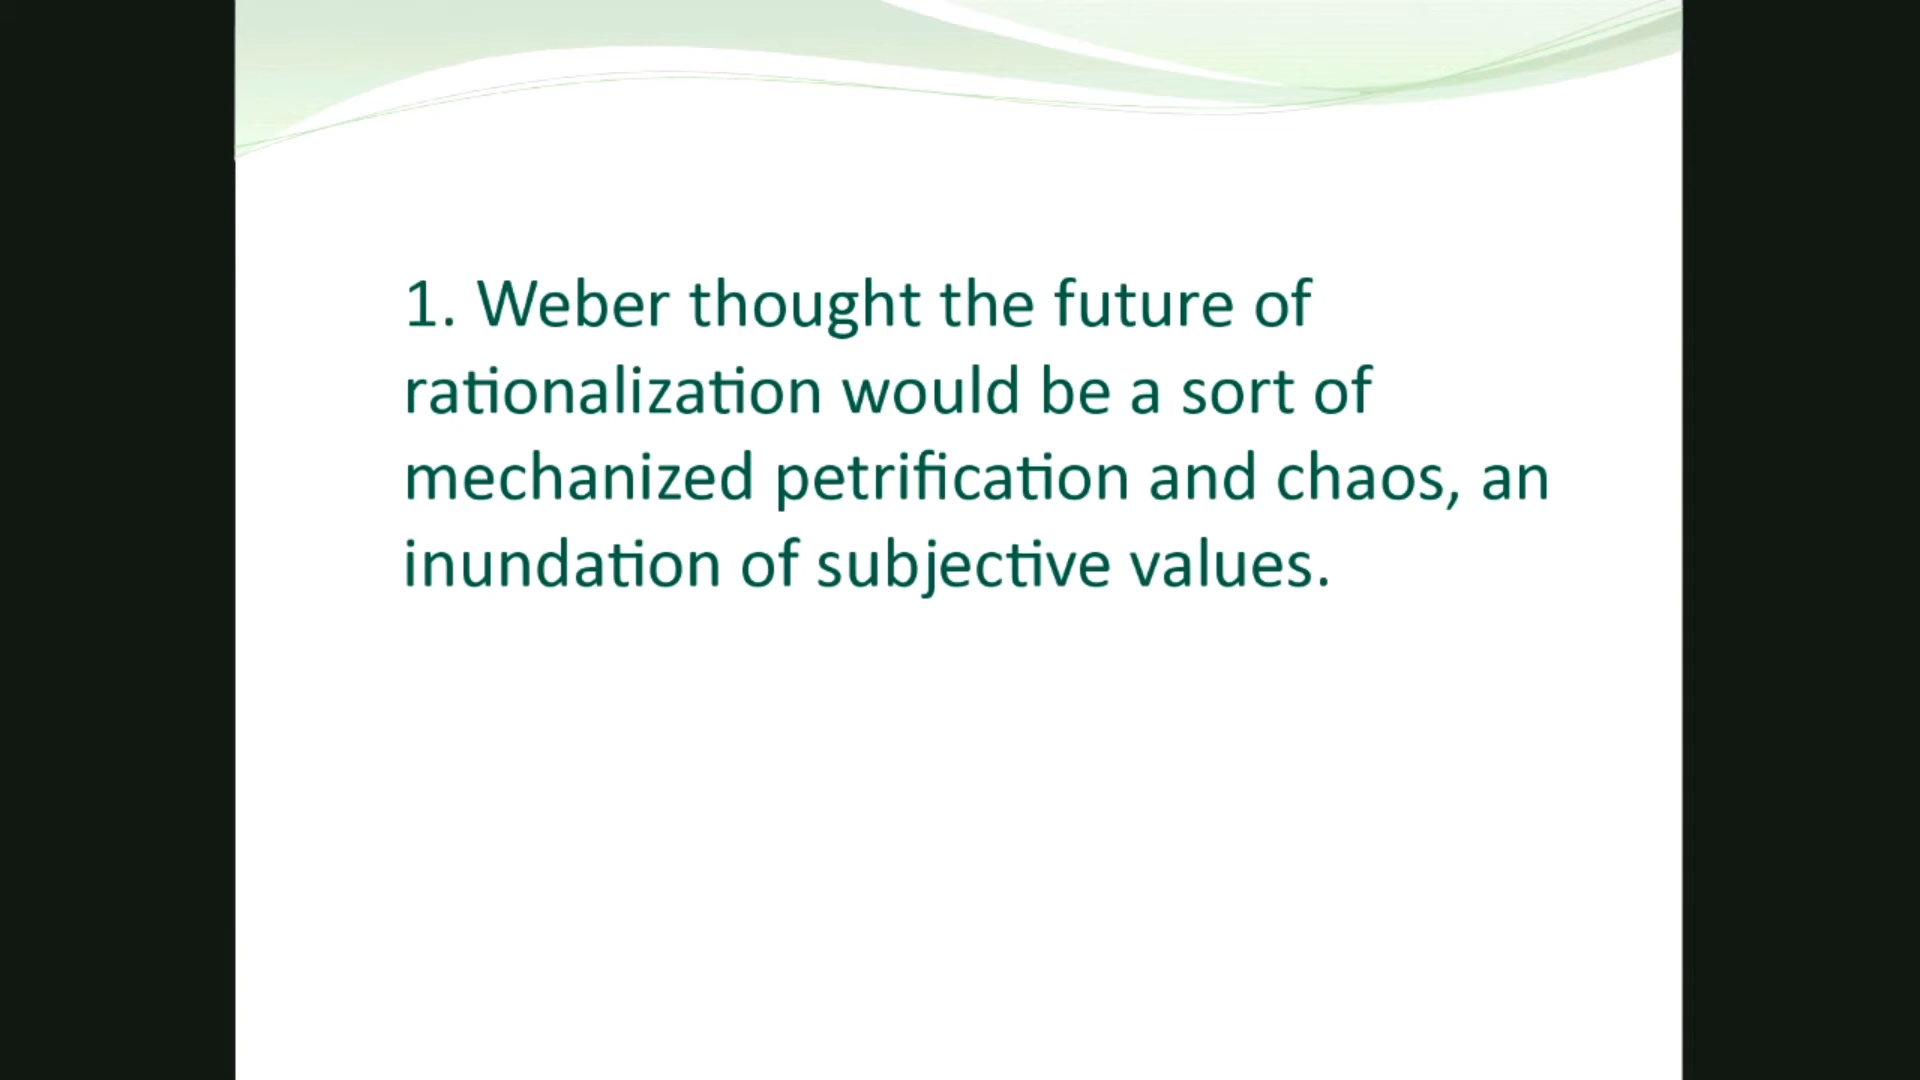 1. Weber thought the future of
rationalization would be a sort of
mechanized petrification and chaos, an
inundation of subjective values.